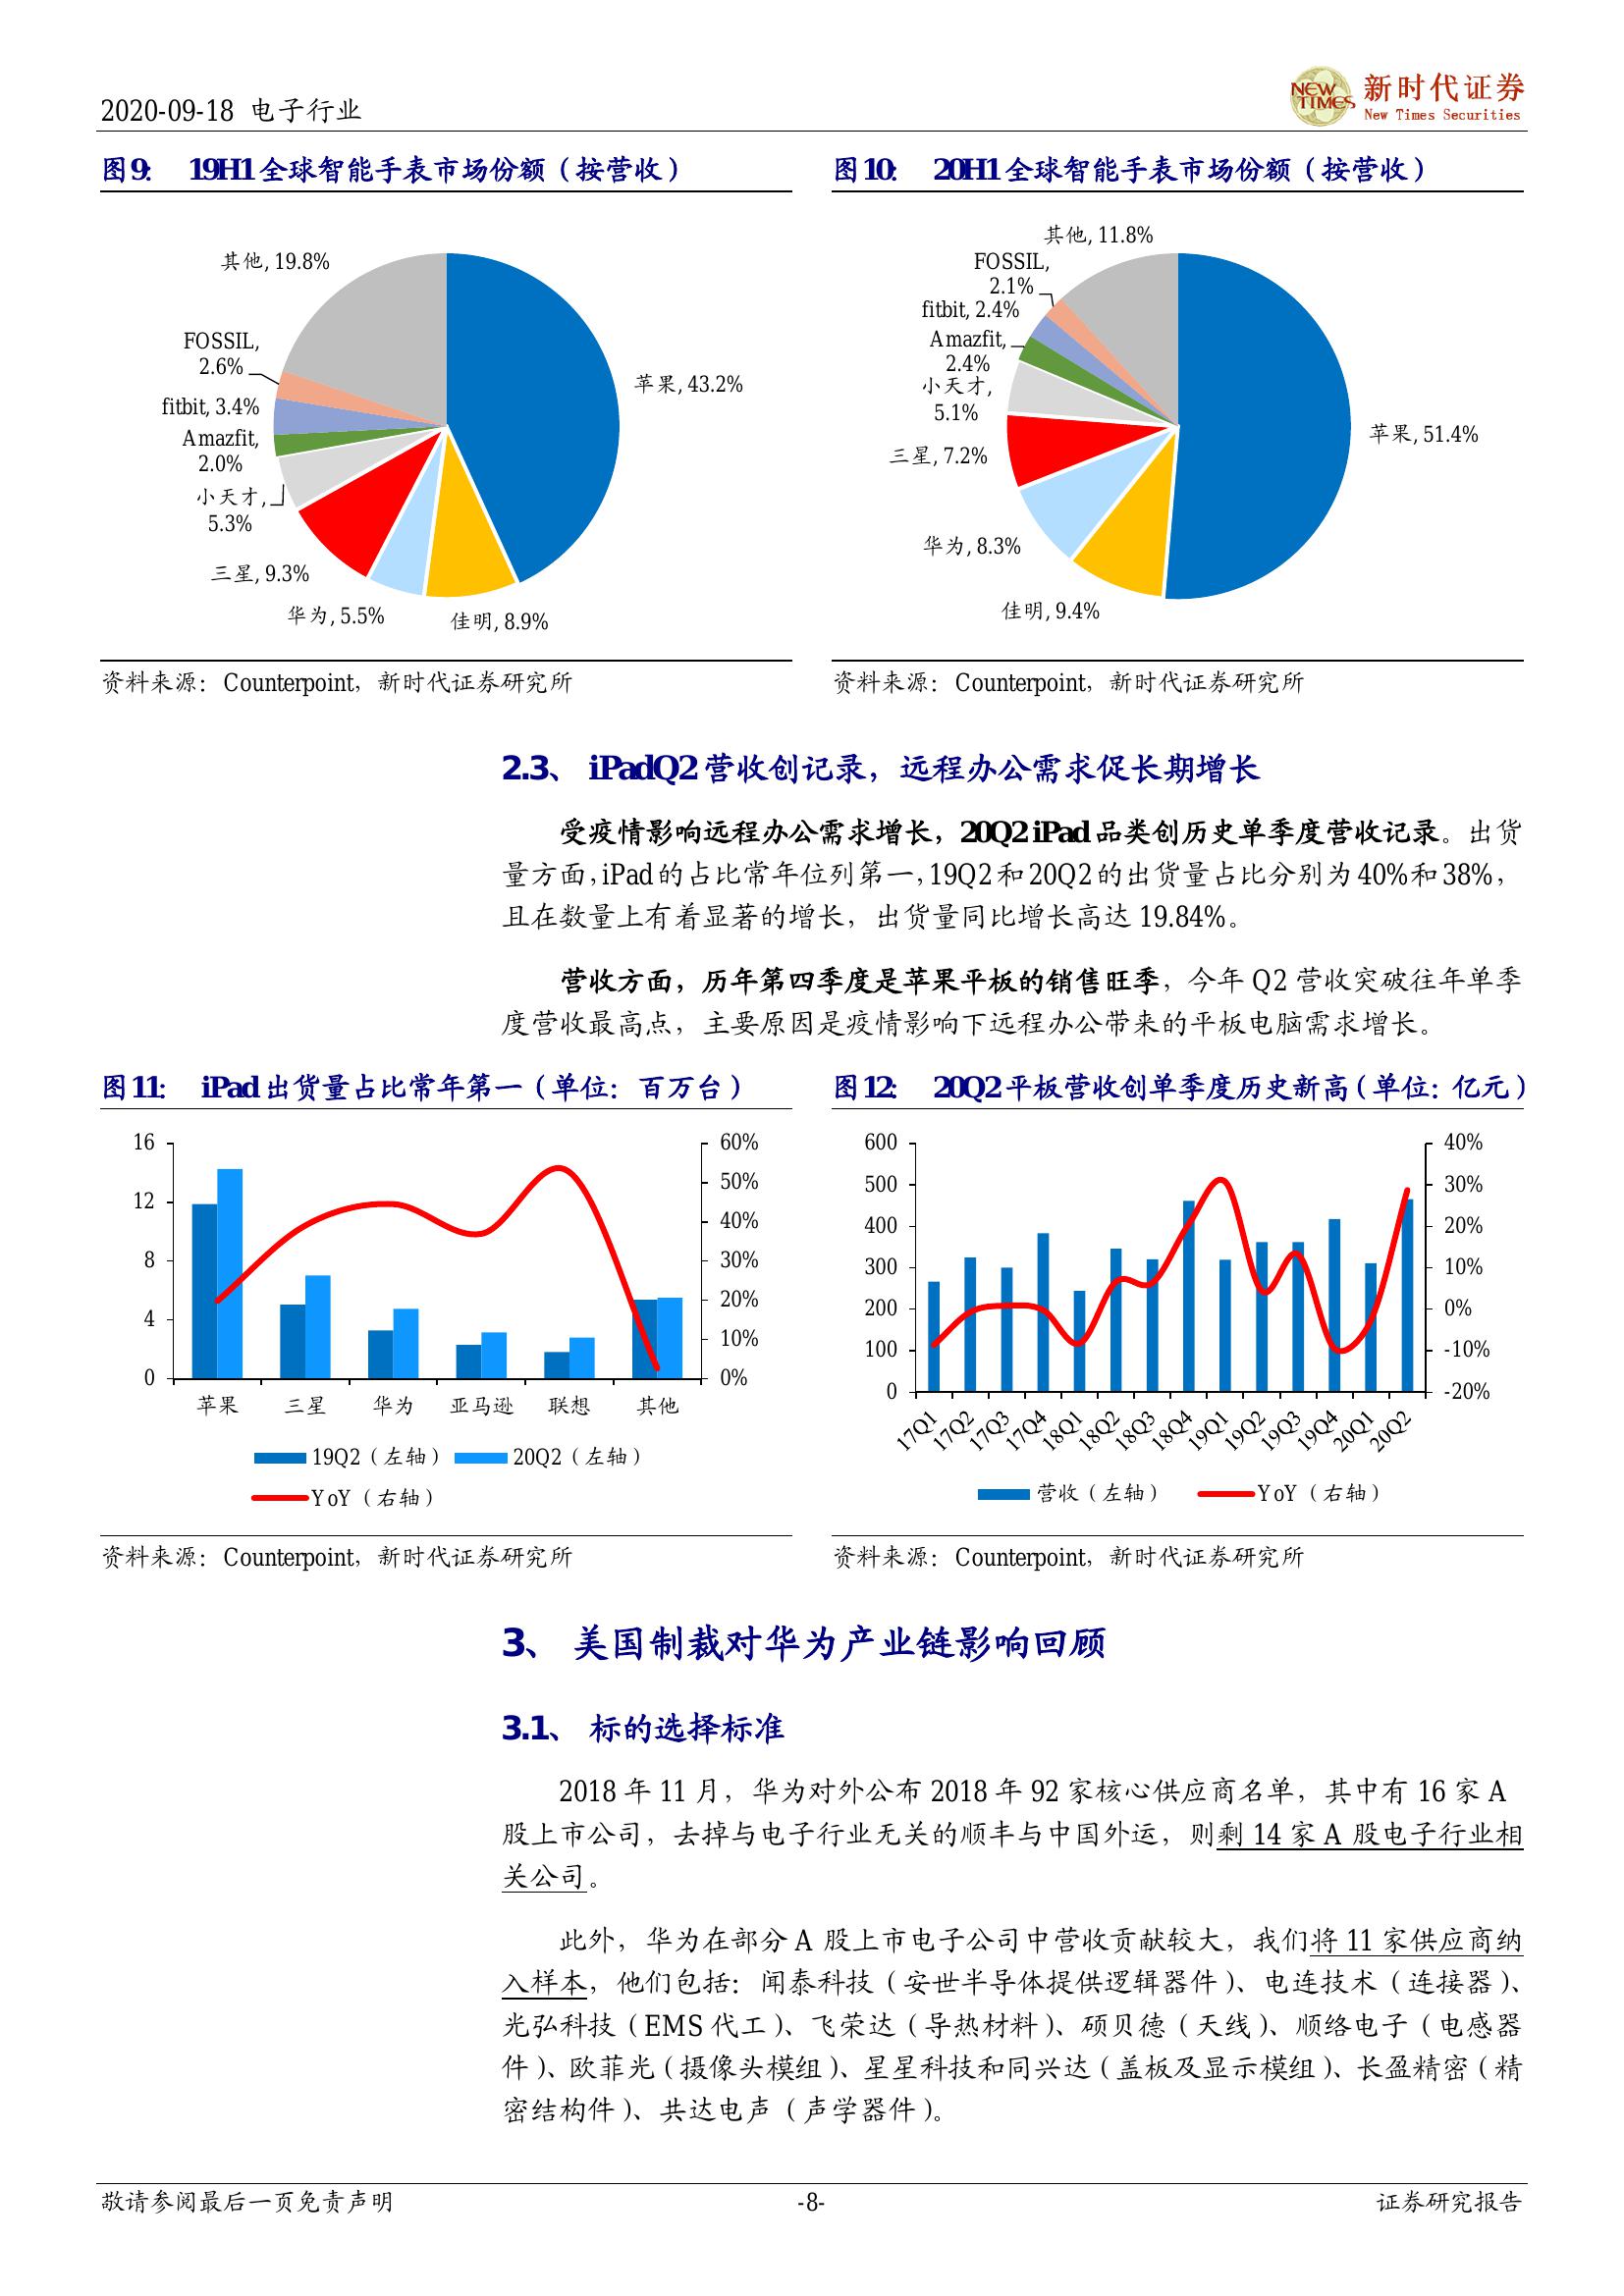 2020-09-18 电子行业
NEW TIMES
新时代证券
New Times Securities
图9： 19H1全球智能手表市场份额（按营收）
其他, 19.8%
FOSSIL,
2.6%
fitbit, 3.4%
Amazfit,
2.0%
小天才,
5.3%
三星, 9.3%
华为, 5.5%
佳明, 8.9%
苹果, 43.2%
资料来源：Counterpoint，新时代证券研究所
图10： 20H1全球智能手表市场份额（按营收）
其他, 11.8%
FOSSIL,
2.1%
fitbit, 2.4%
Amazfit,
2.4%
小天才,
5.1%
三星, 7.2%
华为, 8.3%
佳明, 9.4%
苹果, 51.4%
资料来源：Counterpoint，新时代证券研究所
2.3、 iPadQ2营收创记录，远程办公需求促长期增长
受疫情影响远程办公需求增长，20Q2 iPad品类创历史单季度营收记录。出货
量方面，iPad的占比常年位列第一，19Q2和20Q2的出货量占比分别为40%和38%，
且在数量上有着显著的增长，出货量同比增长高达19.84%。
营收方面，历年第四季度是苹果平板的销售旺季，今年Q2营收突破往年单季
度营收最高点，主要原因是疫情影响下远程办公带来的平板电脑需求增长。
图11： iPad出货量占比常年第一（单位：百万台）
16
12
8
4
0
60%
50%
40%
30%
20%
10%
0%
苹果 三星 华为 亚马逊 联想 其他
19Q2（左轴） 20Q2（左轴）
YoY（右轴）
资料来源：Counterpoint，新时代证券研究所
图12： 20Q2平板营收创单季度历史新高（单位：亿元）
600
500
400
300
200
100
0
40%
30%
20%
10%
0%
-10%
-20%
17Q1 17Q2 17Q3 17Q4 18Q1 18Q2 18Q3 18Q4 19Q1 19Q2 19Q3 19Q4 20Q1 20Q2
营收（左轴） YoY（右轴）
资料来源：Counterpoint，新时代证券研究所
3、 美国制裁对华为产业链影响回顾
3.1、 标的选择标准
2018年11月，华为对外公布2018年92家核心供应商名单，其中有16家A
股上市公司，去掉与电子行业无关的顺丰与中国外运，则剩14家A股电子行业相
关公司。
此外，华为在部分A股上市电子公司中营收贡献较大，我们将11家供应商纳
入样本，他们包括：闻泰科技（安世半导体提供逻辑器件）、电连技术（连接器）、
光弘科技（EMS代工）、飞荣达（导热材料）、硕贝德（天线）、顺络电子（电感器
件）、欧菲光（摄像头模组）、星星科技和同兴达（盖板及显示模组）、长盈精密（精
密结构件）、共达电声（声学器件）。
敬请参阅最后一页免责声明
-8-
证券研究报告